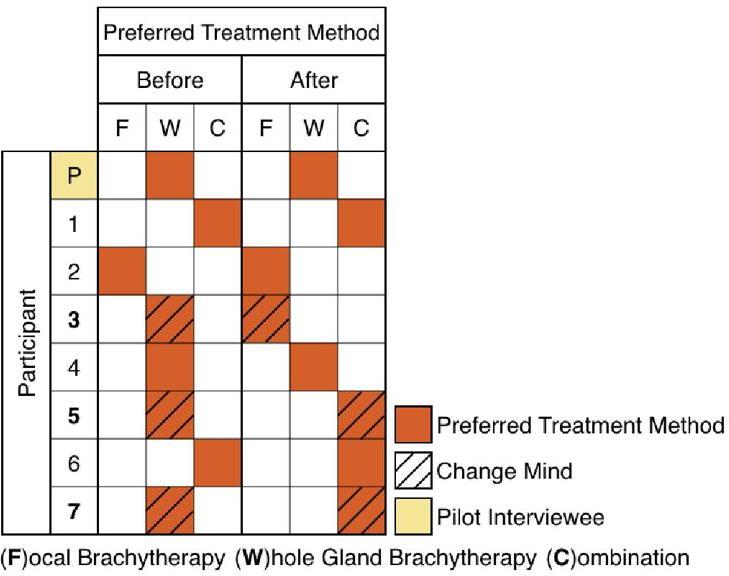 Preferred Treatment Method
Before After
F W C F W C
Participant
P
1
2
3
4
5
6
7
Preferred Treatment Method
Change Mind
Pilot Interviewee
(F)ocal Brachytherapy (W)hole Gland Brachytherapy (C)ombination